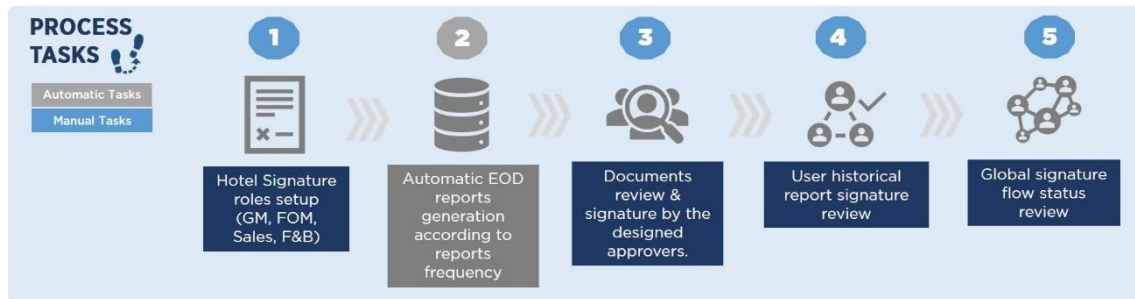 PROCESS
TASKS
Automatic Tasks
Manual Tasks
1
2
3
4
5
Hotel Signature
roles setup
(GM, FOM,
Sales, F&B)
Automatic EOD
reports
generation
according to
reports
frequency
Documents
review &
signature by the
designed
approvers.
User historical
report signature
review
Global signature
flow status
review